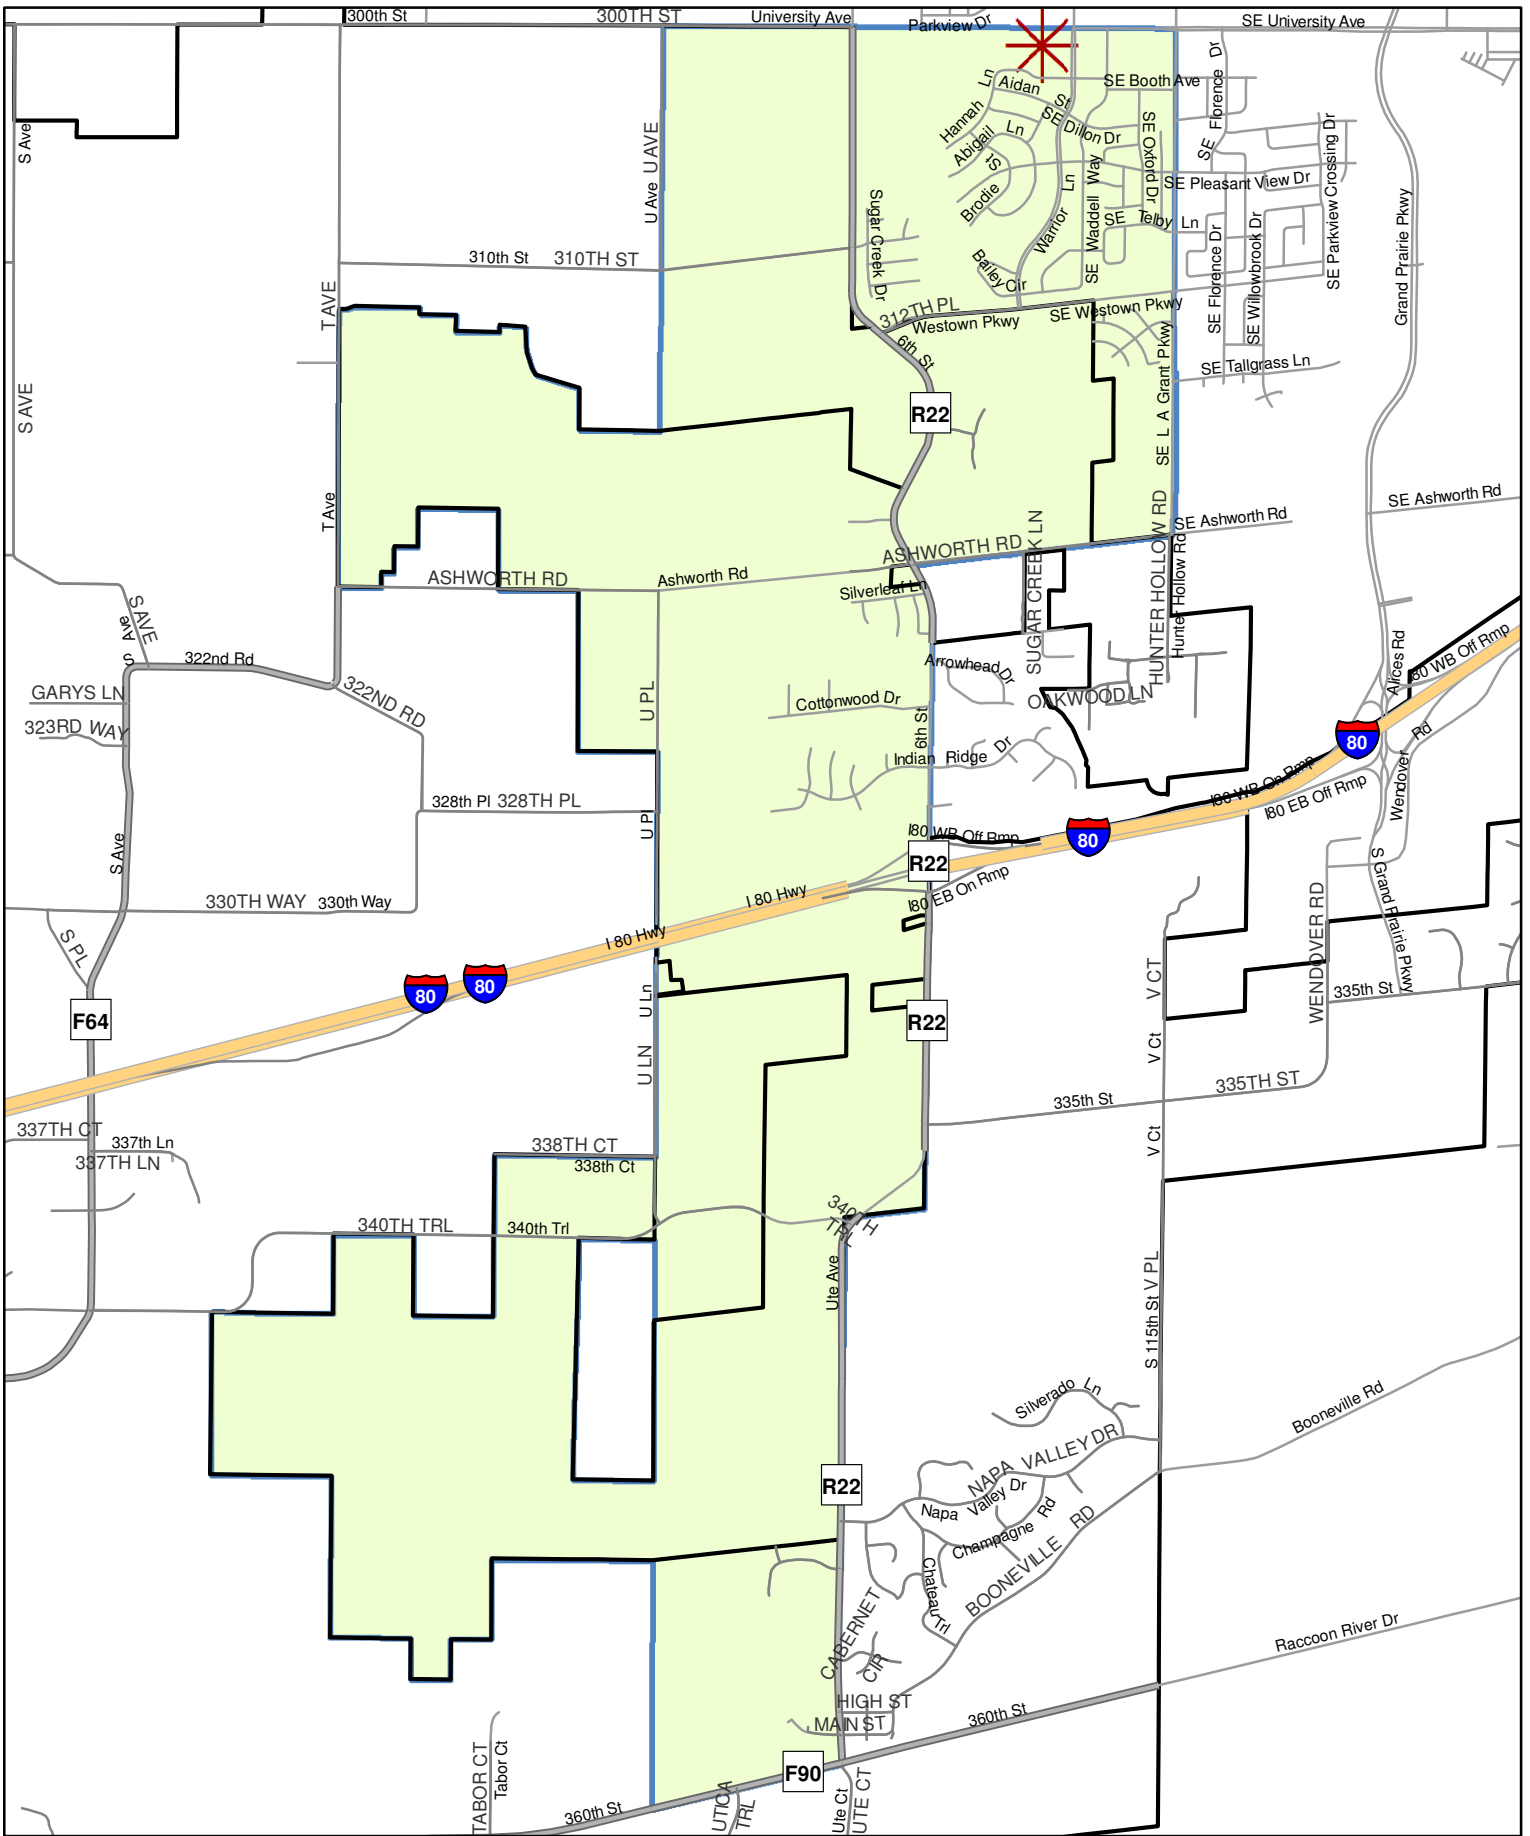 300th St
300TH ST
University Ave
Parkview Dr
SE University Ave
S Ave
U AVE
U Ave
Ln
Aidan
St
SE Booth Ave
SE Florence Dr
Hannah
Abigail
Ln
St
SE Dillon Dr
SE Oxford Dr
Brodie
Warrior Ln
SE Waddell Way
SE Pleasant View Dr
SE Telby Ln
SE Parkview Crossing Dr
Grand Prairie Pkwy
Sugar Creek Dr
310th St
310TH ST
Bailey Cir
SE Florence Dr
SE Willowbrook Dr
T AVE
312TH PL
Westown Pkwy
SE Westown Pkwy
6th St
SE L A Grant Pkwy
SE Tallgrass Ln
S AVE
R22
T Ave
SE Ashworth Rd
SE Ashworth Rd
ASHWORTH RD
SUGAR CREEK LN
HUNTER HOLLOW RD
Hunter Hollow Rd
ASHWORTH RD
Ashworth Rd
Silverleaf Ln
S AVE
S Ave
322nd Rd
322ND RD
GARYS LN
323RD WAY
U PL
Arrowhead Dr
OAKWOOD LN
Cottonwood Dr
6th St
Indian Ridge Dr
Alices Rd
80 WB Off Rmp
80
Wendover Rd
I80 WB On Rmp
I80 EB Off Rmp
328th Pl
328TH PL
U Pl
S Ave
I80 WB Off Rmp
80
R22
I80 EB On Rmp
I 80 Hwy
I 80 Hwy
330TH WAY
330th Way
S PL
S Grand Prairie Pkwy
WENDOVER RD
80
80
F64
U Ln
U LN
R22
V CT
V Ct
335th St
335TH ST
335th St
V Ct
337TH CT
337th Ln
337TH LN
338TH CT
338th Ct
340TH TRL
340th Trl
340TH TRL
Ute Ave
S 115th St
V PL
Silverado Ln
Booneville Rd
NAPA VALLEY DR
R22
Napa Valley Dr
Champagne Rd
BOONEVILLE RD
Chateau Trl
CABERNET CIR
Raccoon River Dr
HIGH ST
MAIN ST
360th St
TABOR CT
Tabor Ct
F90
360th St
UTICA TRL
Ute Ct
UTE CT